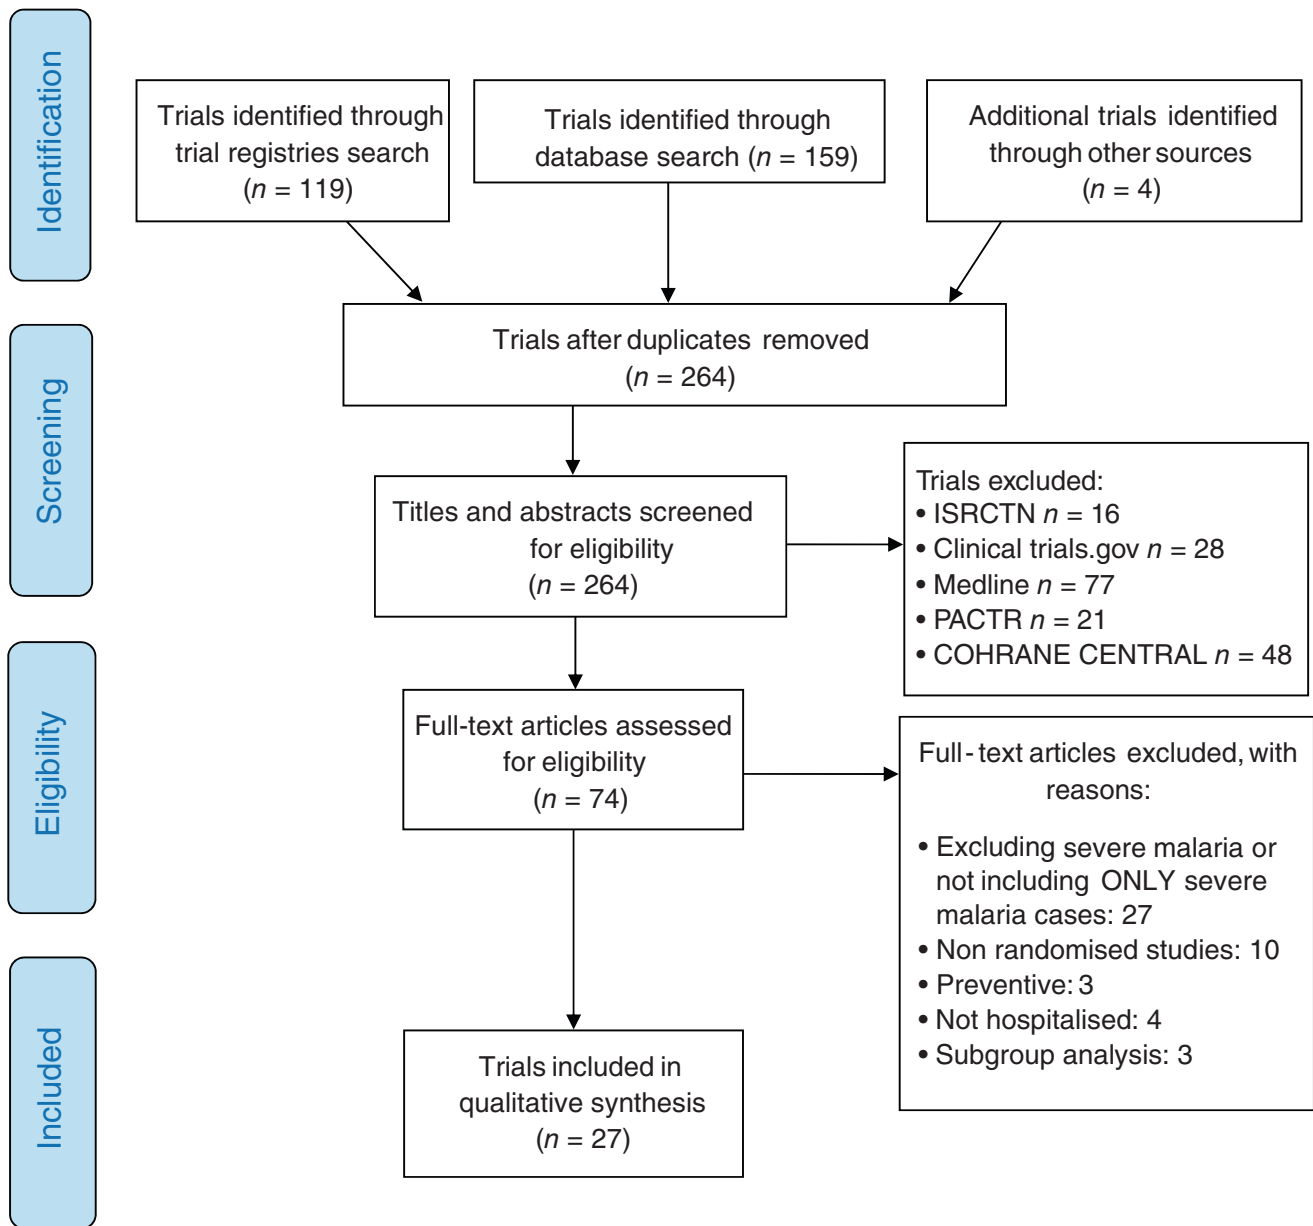 Identification
Trials identified through
trial registries search
(n = 119)
Trials identified through
database search (n = 159)
Additional trials identified
through other sources
(n = 4)
Screening
Trials after duplicates removed
(n = 264)
Titles and abstracts screened
for eligibility
(n = 264)
Trials excluded:
• ISRCTN n = 16
• Clinical trials.gov n = 28
• Medline n = 77
• PACTR n = 21
• COHRANE CENTRAL n = 48
Eligibility
Full-text articles assessed
for eligibility
(n = 74)
Full-text articles excluded, with
reasons:
• Excluding severe malaria or
not including ONLY severe
malaria cases: 27
• Non randomised studies: 10
• Preventive: 3
• Not hospitalised: 4
• Subgroup analysis: 3
Included
Trials included in
qualitative synthesis
(n = 27)